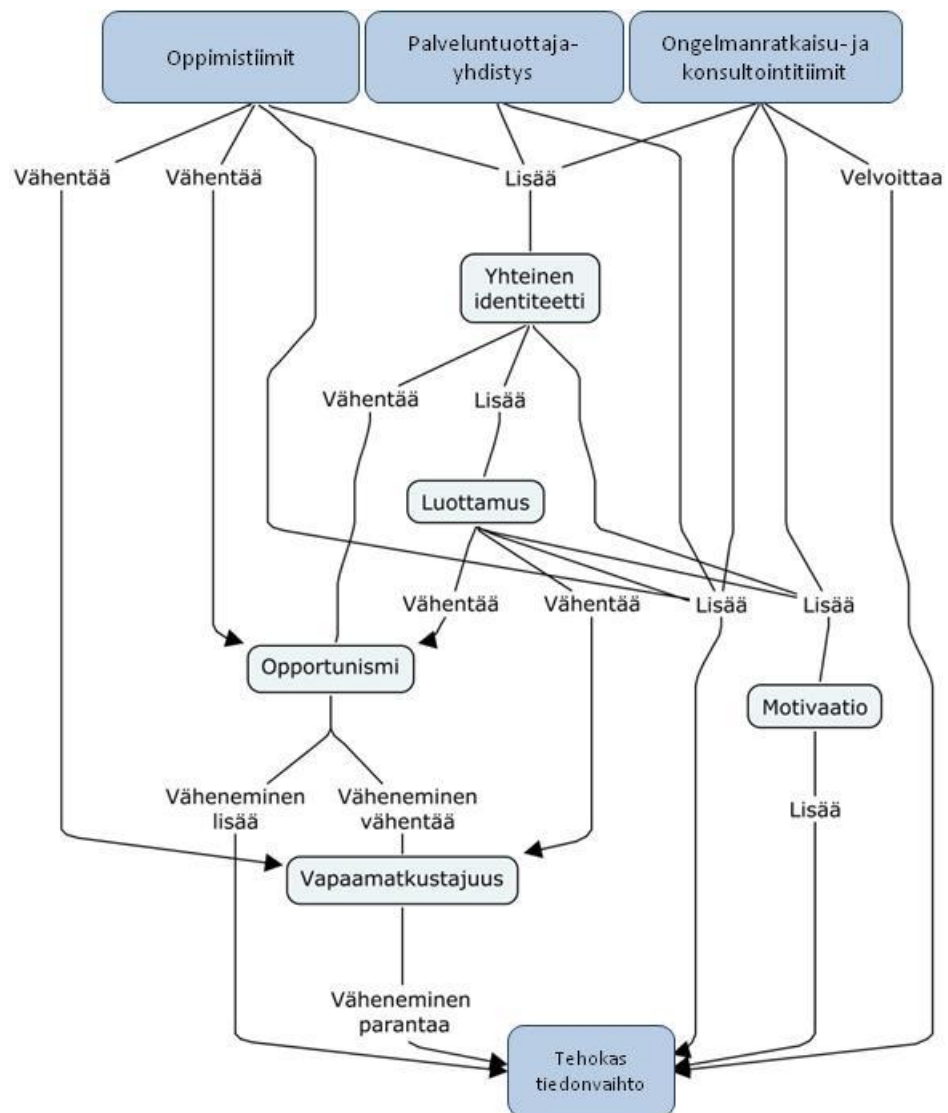 Oppimistiimit
Palveluntuottaja-
yhdistys
Ongelmanratkaisu- ja
konsultointitiimit
Vähentää
Vähentää
Lisää
Velvoittaa
Yhteinen
identiteetti
Vähentää
Lisää
Luottamus
Vähentää
Vähentää
Lisää
Lisää
Opportunismi
Motivaatio
Väheneminen
lisää
Väheneminen
vähentää
Lisää
Vapaamatkustajuus
Väheneminen
parantaa
Tehokas
tiedonvaihto